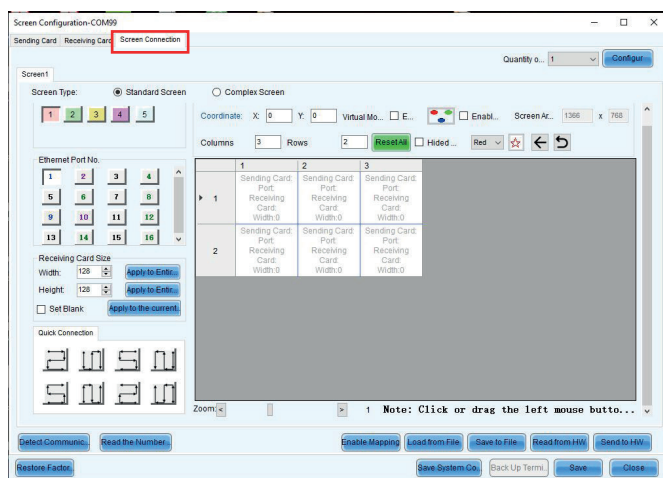 Screen Configuration-COM99
Sending Card Receiving Card Screen Connection
Quantity o... 1 Configur
Screen1
Screen Type: Standard Screen Complex Screen
1 2 3 4 5
Coordinate: X: 0 Y: 0 Virtual Mo... E... Enabl... Screen Ar... 1366 x 768
Columns 3 Rows 2 Reset All Hided ... Red
Ethernet Port No.
1 2 3 4
5 6 7 8
9 10 11 12
13 14 15 16
1 2 3
1
Sending Card: Sending Card: Sending Card:
Port: Port: Port:
Receiving Receiving Receiving
Card: Card: Card:
Width:0 Width:0 Width:0
2
Sending Card: Sending Card: Sending Card:
Port: Port: Port:
Receiving Receiving Receiving
Card: Card: Card:
Width:0 Width:0 Width:0
Receiving Card Size
Width: 128 Apply to Entir...
Height: 128 Apply to Entir...
Set Blank Apply to the current...
Quick Connection
Zoom: < > 1 Note: Click or drag the left mouse butto...
Detect Communic... Read the Number... Enable Mapping Load from File Save to File Read from HW Send to HW
Restore Factor... Save System Co... Back Up Termi... Save Close